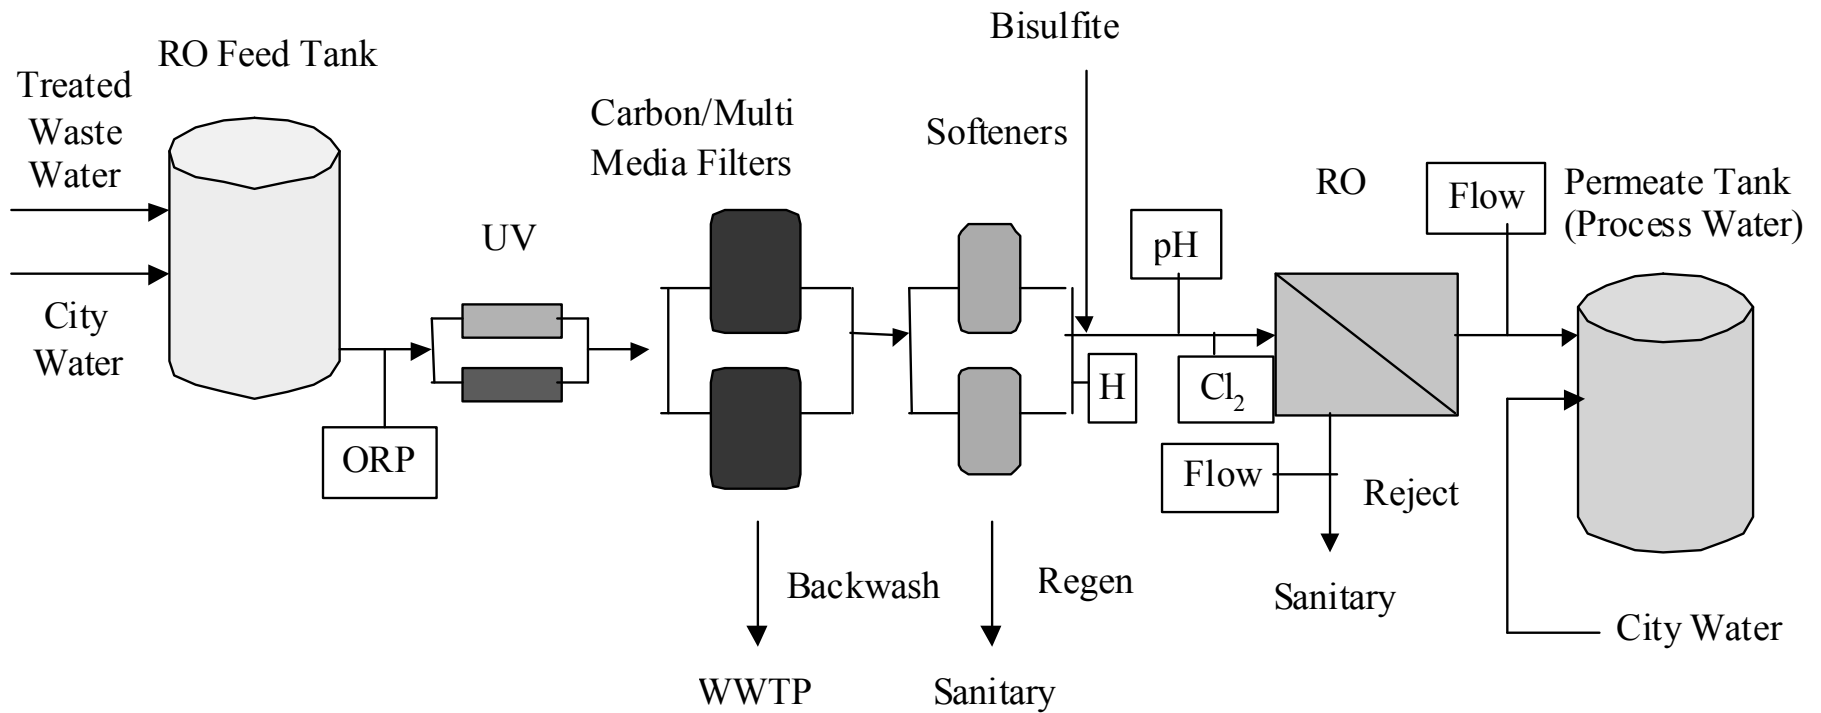 Bisulfite
RO Feed Tank
Treated
Waste
Water
Carbon/Multi
Media Filters
Softeners
RO
Flow
Permeate Tank
(Process Water)
UV
pH
City
Water
H
Cl2
ORP
Flow
Reject
Backwash
Regen
Sanitary
City Water
WWTP
Sanitary